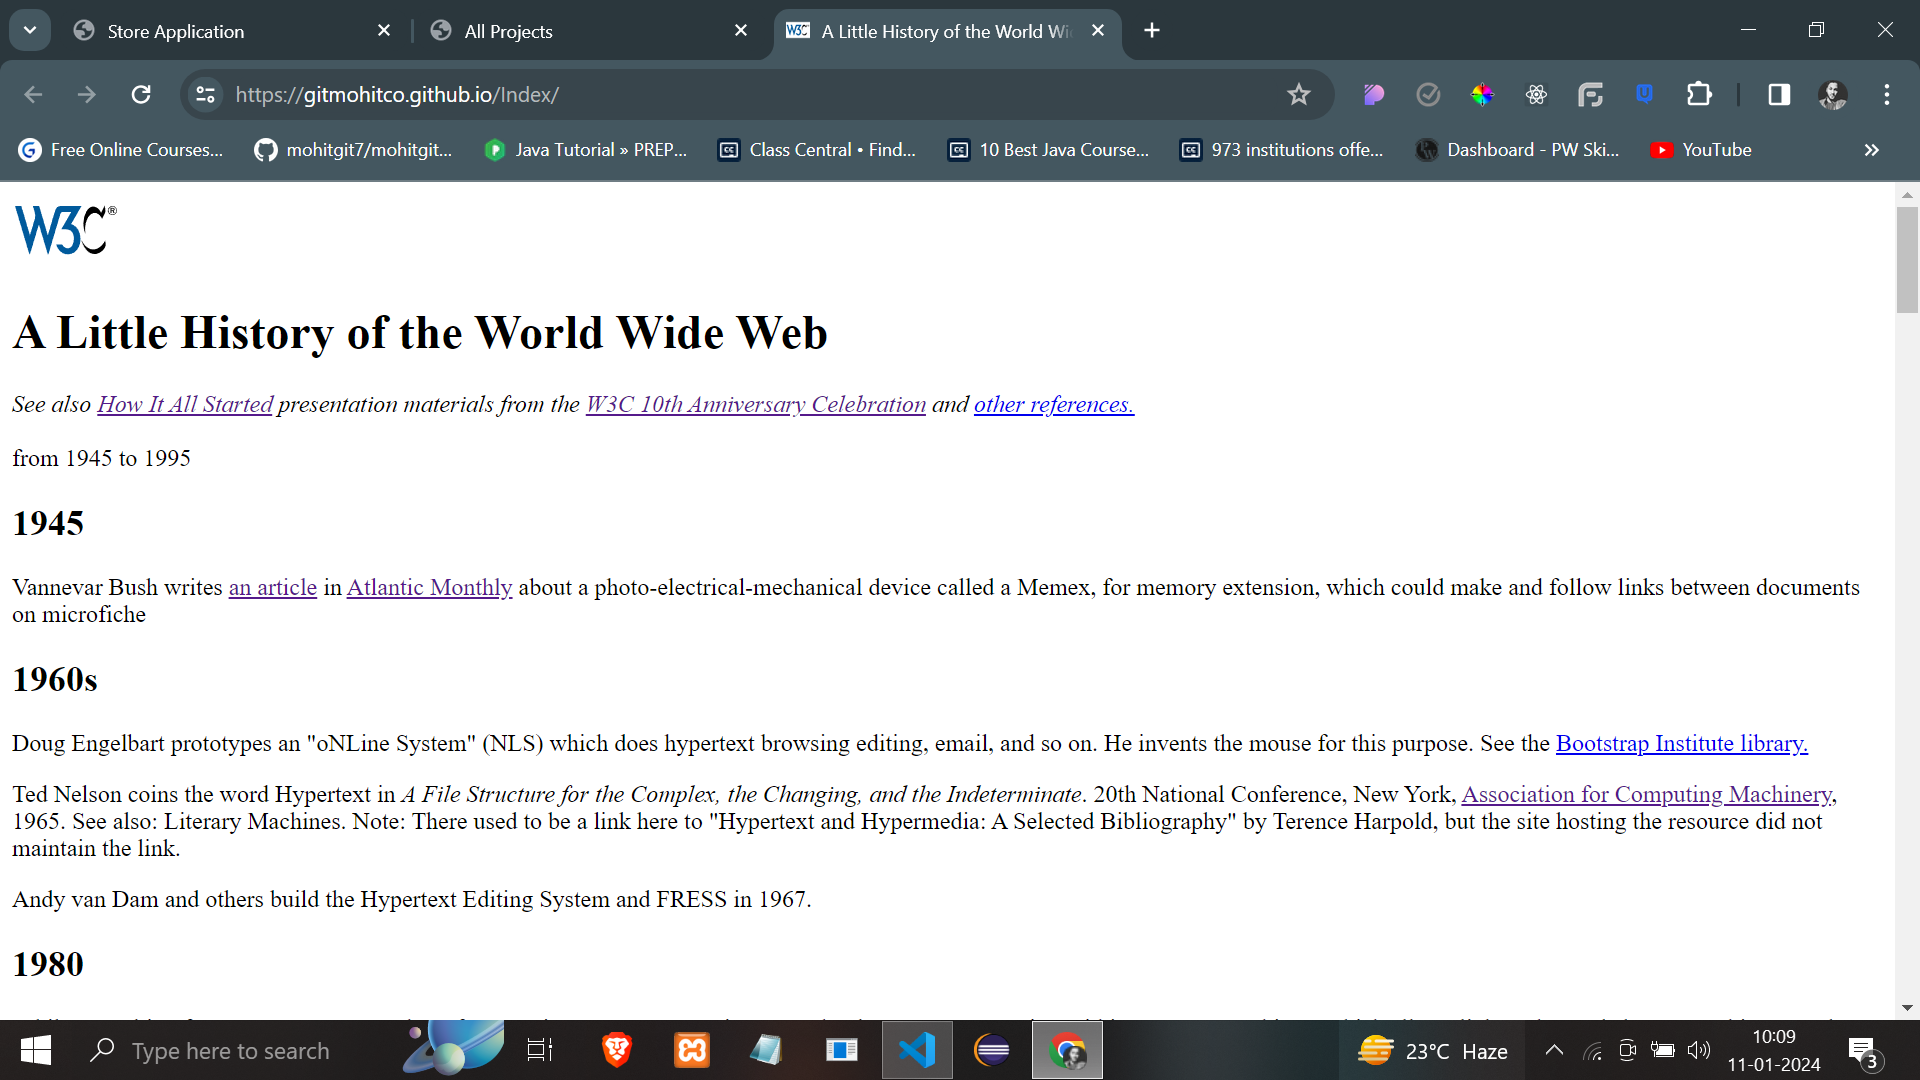 Store Application
All Projects
A Little History of the World Wi
https://gitmohitco.github.io/Index/
Free Online Courses...
mohitgit7/mohitgit...
Java Tutorial » PREP...
Class Central • Find...
10 Best Java Course...
973 institutions offe...
Dashboard - PW Ski...
YouTube
W3C®
A Little History of the World Wide Web
See also How It All Started presentation materials from the W3C 10th Anniversary Celebration and other references.
from 1945 to 1995
1945
Vannevar Bush writes an article in Atlantic Monthly about a photo-electrical-mechanical device called a Memex, for memory extension, which could make and follow links between documents
on microfiche
1960s
Doug Engelbart prototypes an "oNLine System" (NLS) which does hypertext browsing editing, email, and so on. He invents the mouse for this purpose. See the Bootstrap Institute library.
Ted Nelson coins the word Hypertext in A File Structure for the Complex, the Changing, and the Indeterminate. 20th National Conference, New York, Association for Computing Machinery,
1965. See also: Literary Machines. Note: There used to be a link here to "Hypertext and Hypermedia: A Selected Bibliography" by Terence Harpold, but the site hosting the resource did not
maintain the link.
Andy van Dam and others build the Hypertext Editing System and FRESS in 1967.
1980
Type here to search
23°C Haze
10:09
11-01-2024
3